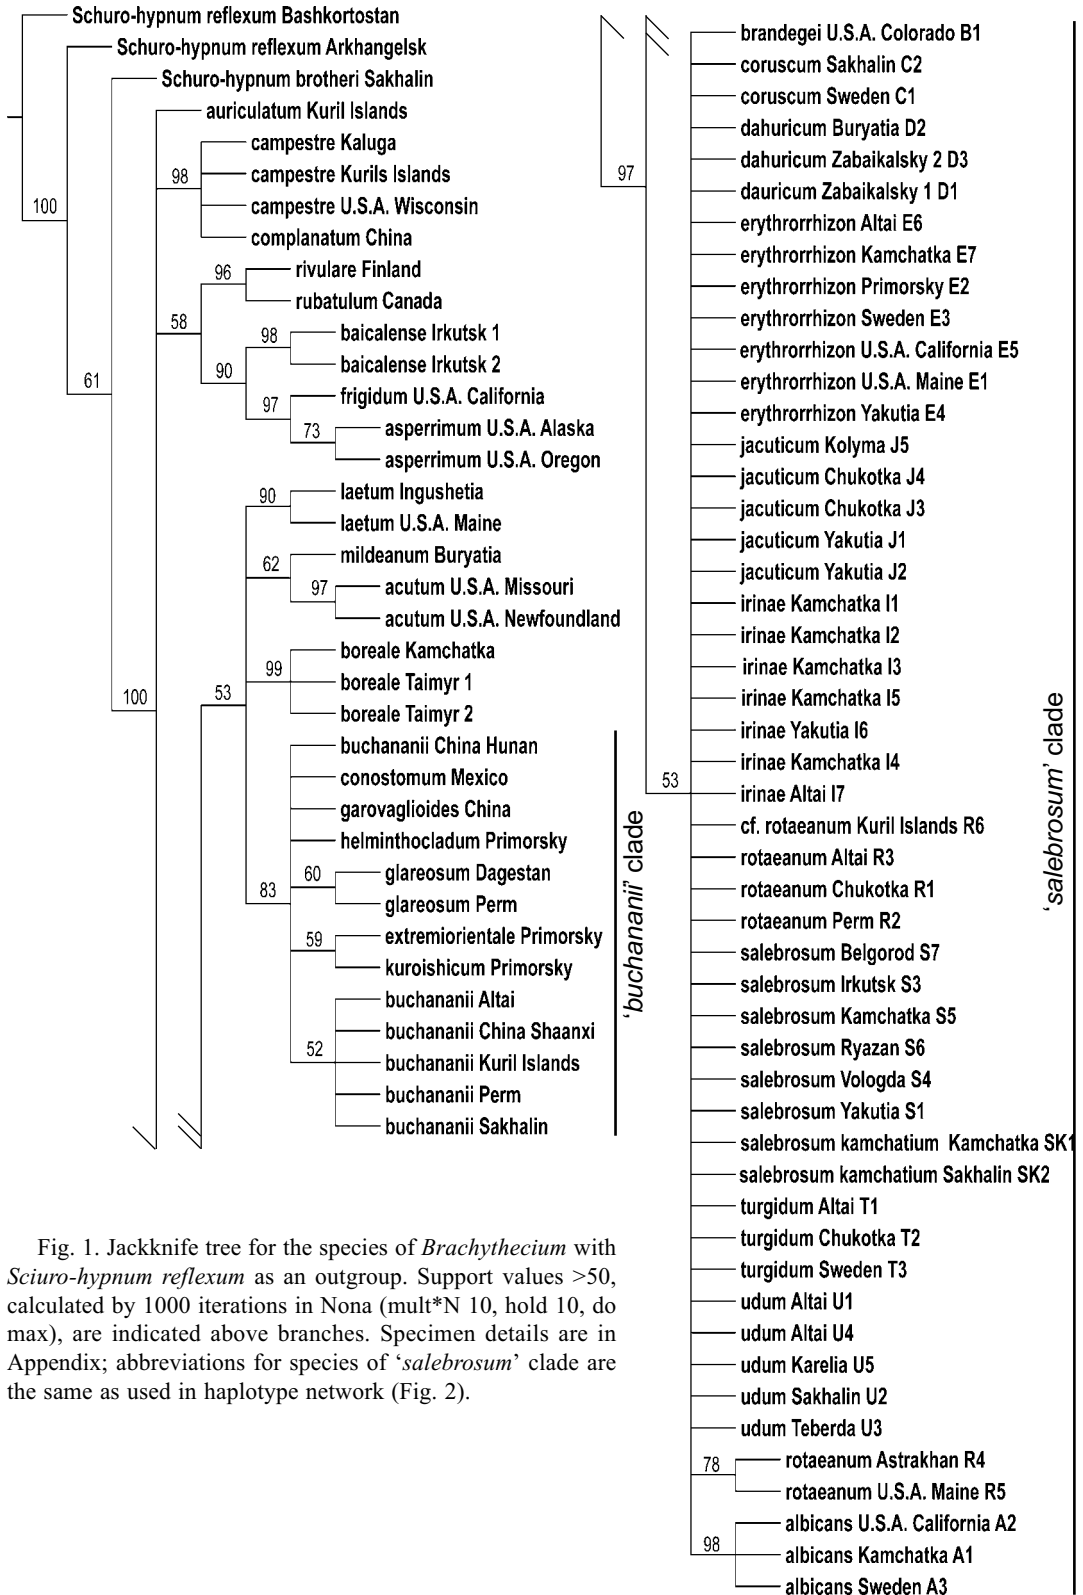 Schuro-hypnum reflexum Bashkortostan
Schuro-hypnum reflexum Arkhangelsk
Schuro-hypnum brotheri Sakhalin
auriculatum Kuril Islands
campestre Kaluga
98
campestre Kurils Islands
campestre U.S.A. Wisconsin
100
complanatum China
96
rivulare Finland
rubatulum Canada
58
98
baicalense Irkutsk 1
baicalense Irkutsk 2
90
61
97
frigidum U.S.A. California
73
asperrimum U.S.A. Alaska
asperrimum U.S.A. Oregon
90
laetum Ingushetia
laetum U.S.A. Maine
62
mildeanum Buryatia
97
acutum U.S.A. Missouri
acutum U.S.A. Newfoundland
99
boreale Kamchatka
100
53
boreale Taimyr 1
boreale Taimyr 2
buchananii China Hunan
conostomum Mexico
garovaglioides China
helminthocladum Primorsky
60
glareosum Dagestan
83
glareosum Perm
59
extremiorientale Primorsky
kuroishicum Primorsky
buchananii Altai
buchananii China Shaanxi
52
buchananii Kuril Islands
buchananii Perm
buchananii Sakhalin
'buchananii' clade
Fig. 1. Jackknife tree for the species of Brachythecium with
Sciuro-hypnum reflexum as an outgroup. Support values >50,
calculated by 1000 iterations in Nona (mult*N 10, hold 10, do
max), are indicated above branches. Specimen details are in
Appendix; abbreviations for species of ‘salebrosum’ clade are
the same as used in haplotype network (Fig. 2).
97
53
brandegei U.S.A. Colorado B1
coruscum Sakhalin C2
coruscum Sweden C1
dahuricum Buryatia D2
dahuricum Zabaikalsky 2 D3
dauricum Zabaikalsky 1 D1
erythrorrhizon Altai E6
erythrorrhizon Kamchatka E7
erythrorrhizon Primorsky E2
erythrorrhizon Sweden E3
erythrorrhizon U.S.A. California E5
erythrorrhizon U.S.A. Maine E1
erythrorrhizon Yakutia E4
jacuticum Kolyma J5
jacuticum Chukotka J4
jacuticum Chukotka J3
jacuticum Yakutia J1
jacuticum Yakutia J2
irinae Kamchatka I1
irinae Kamchatka I2
irinae Kamchatka I3
irinae Kamchatka I5
irinae Yakutia I6
irinae Kamchatka I4
irinae Altai I7
cf. rotaeanum Kuril Islands R6
rotaeanum Altai R3
rotaeanum Chukotka R1
rotaeanum Perm R2
salebrosum Belgorod S7
salebrosum Irkutsk S3
salebrosum Kamchatka S5
salebrosum Ryazan S6
salebrosum Vologda S4
salebrosum Yakutia S1
salebrosum kamchatium Kamchatka SK1
salebrosum kamchatium Sakhalin SK2
turgidum Altai T1
turgidum Chukotka T2
turgidum Sweden T3
udum Altai U1
udum Altai U4
udum Karelia U5
udum Sakhalin U2
udum Teberda U3
78
rotaeanum Astrakhan R4
rotaeanum U.S.A. Maine R5
albicans U.S.A. California A2
98
albicans Kamchatka A1
albicans Sweden A3
'salebrosum' clade